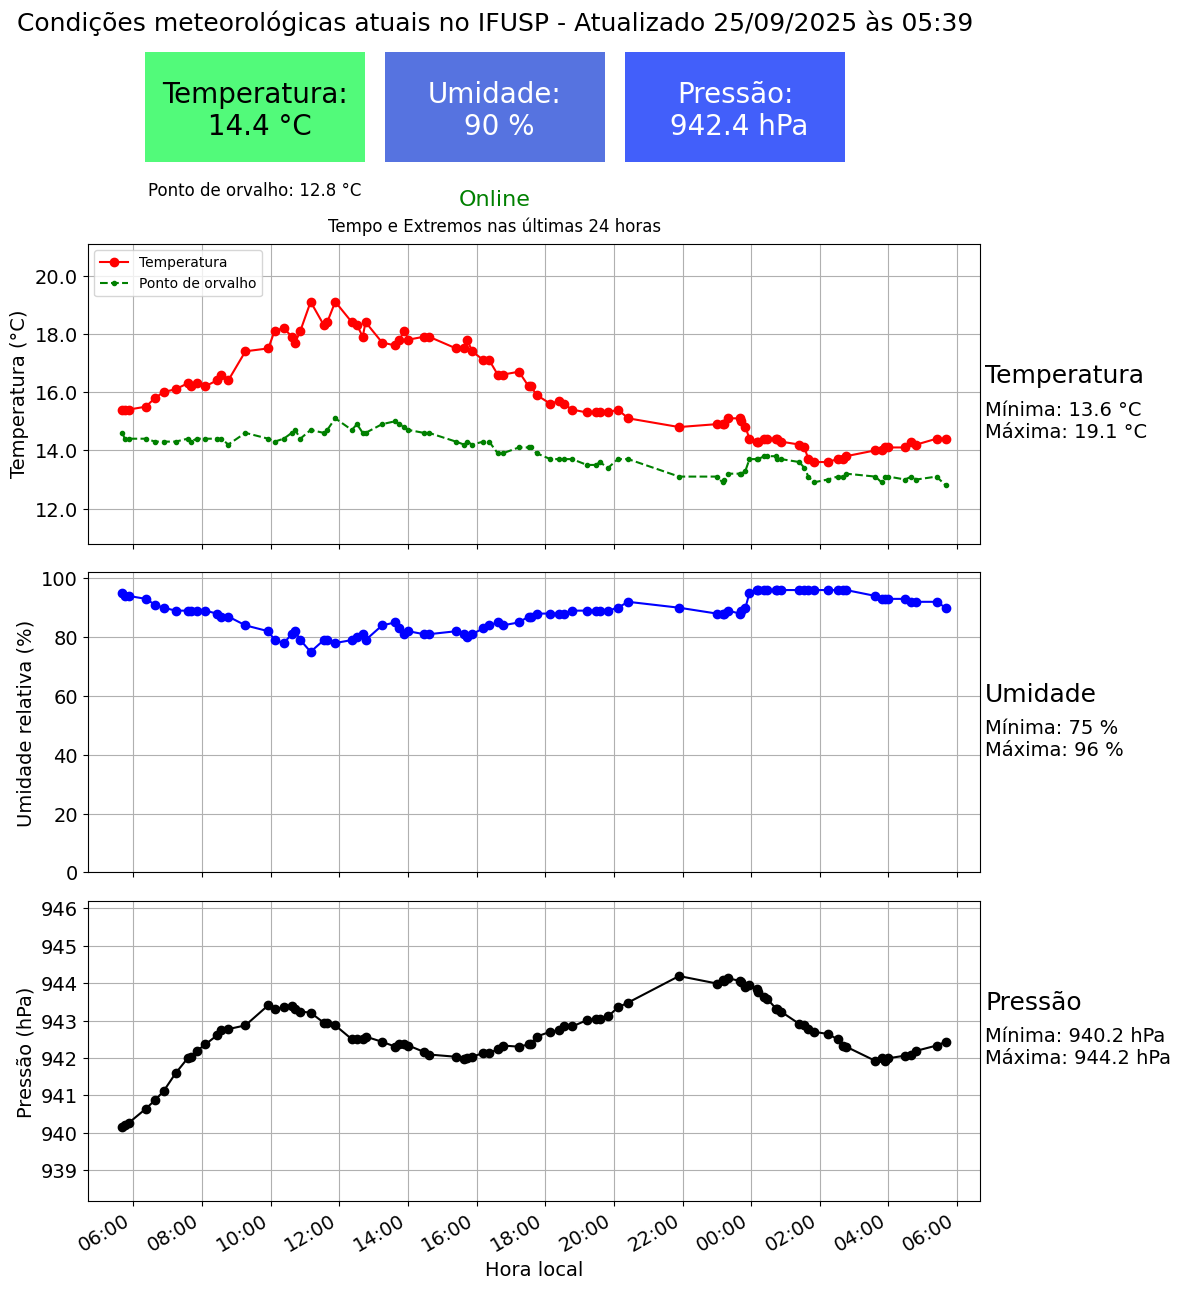 Condições meteorológicas atuais no IFUSP - Atualizado 25/09/2025 às 05:39
Temperatura:
14.4 °C
Umidade:
90 %
Pressão:
942.4 hPa
Ponto de orvalho: 12.8 °C
Online
Tempo e Extremos nas últimas 24 horas
Temperatura
Ponto de orvalho
Temperatura (°C)
20.0
18.0
16.0
14.0
12.0
Temperatura
Mínima: 13.6 °C
Máxima: 19.1 °C
Umidade relativa (%)
100
80
60
40
20
0
Umidade
Mínima: 75 %
Máxima: 96 %
Pressão (hPa)
946
945
944
943
942
941
940
939
Pressão
Mínima: 940.2 hPa
Máxima: 944.2 hPa
06:00 08:00 10:00 12:00 14:00 16:00 18:00 20:00 22:00 00:00 02:00 04:00 06:00
Hora local